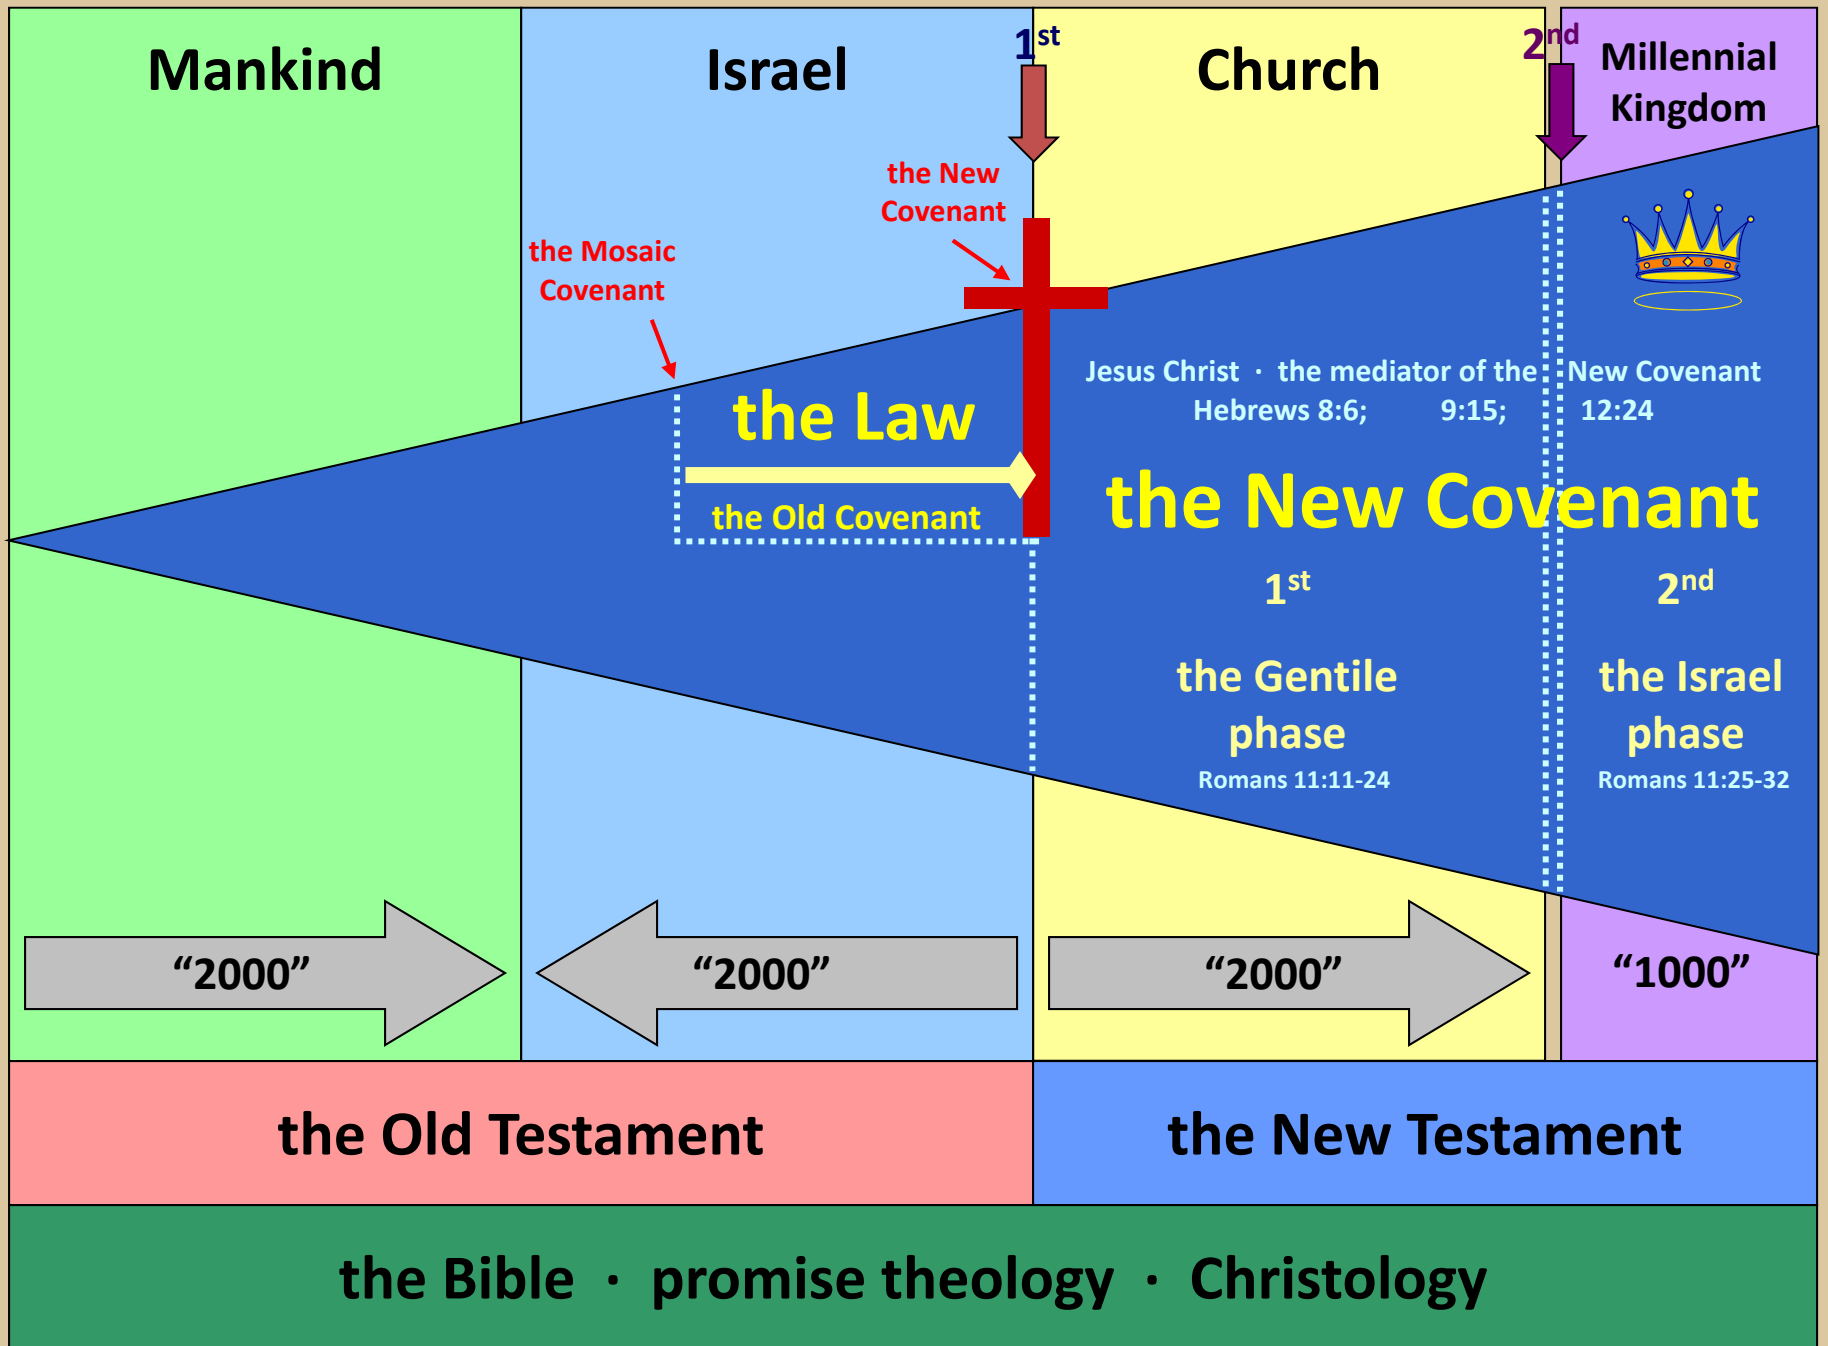 Mankind
Israel
1st
Church
2nd
Millennial
Kingdom
the New
Covenant
the Mosaic
Covenant
the Law
the Old Covenant
Jesus Christ · the mediator of the New Covenant
Hebrews 8:6; 9:15; 12:24
the New Covenant
1st
the Gentile
phase
Romans 11:11-24
2nd
the Israel
phase
Romans 11:25-32
“2000”
“2000”
“2000”
“1000”
the Old Testament
the New Testament
the Bible · promise theology · Christology